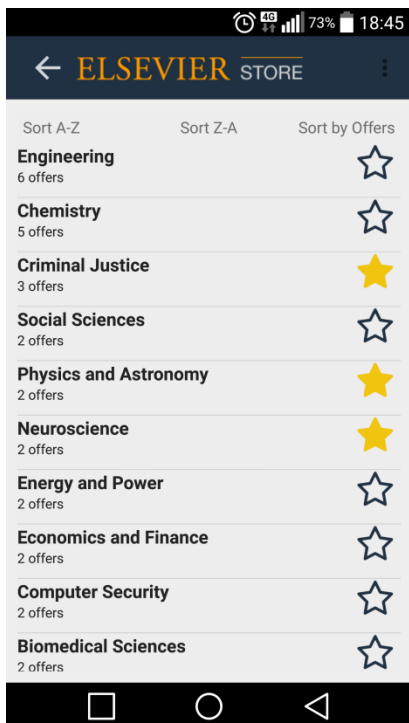 4G 73% 18:45
ELSEVIER STORE
Sort A-Z Sort Z-A Sort by Offers
Engineering
6 offers
Chemistry
5 offers
Criminal Justice
3 offers
Social Sciences
2 offers
Physics and Astronomy
2 offers
Neuroscience
2 offers
Energy and Power
2 offers
Economics and Finance
2 offers
Computer Security
2 offers
Biomedical Sciences
2 offers